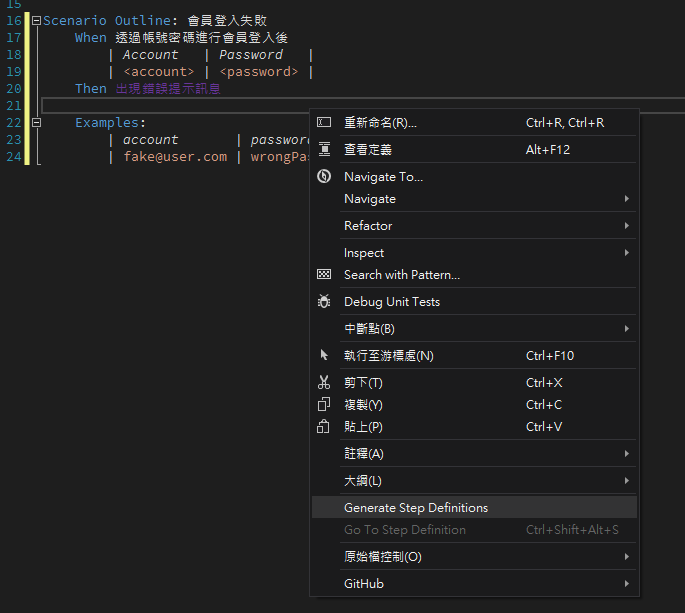 15
16 Scenario Outline: 會員登入失敗
17 When 透過帳號密碼進行會員登入後
18 | Account | Password |
19 | <account> | <password> |
20 Then 出現錯誤提示訊息
21
22 Examples:
23 | account | password
24 | fake@user.com | wrongPa
重新命名(R)... Ctrl+R, Ctrl+R
查看定義 Alt+F12
Navigate To...
Navigate
Refactor
Inspect
Search with Pattern...
Debug Unit Tests
中斷點(B)
執行至游標處(N) Ctrl+F10
剪下(T) Ctrl+X
複製(Y) Ctrl+C
貼上(P) Ctrl+V
註釋(A)
大綱(L)
Generate Step Definitions
Go To Step Definition Ctrl+Shift+Alt+S
原始檔控制(O)
GitHub